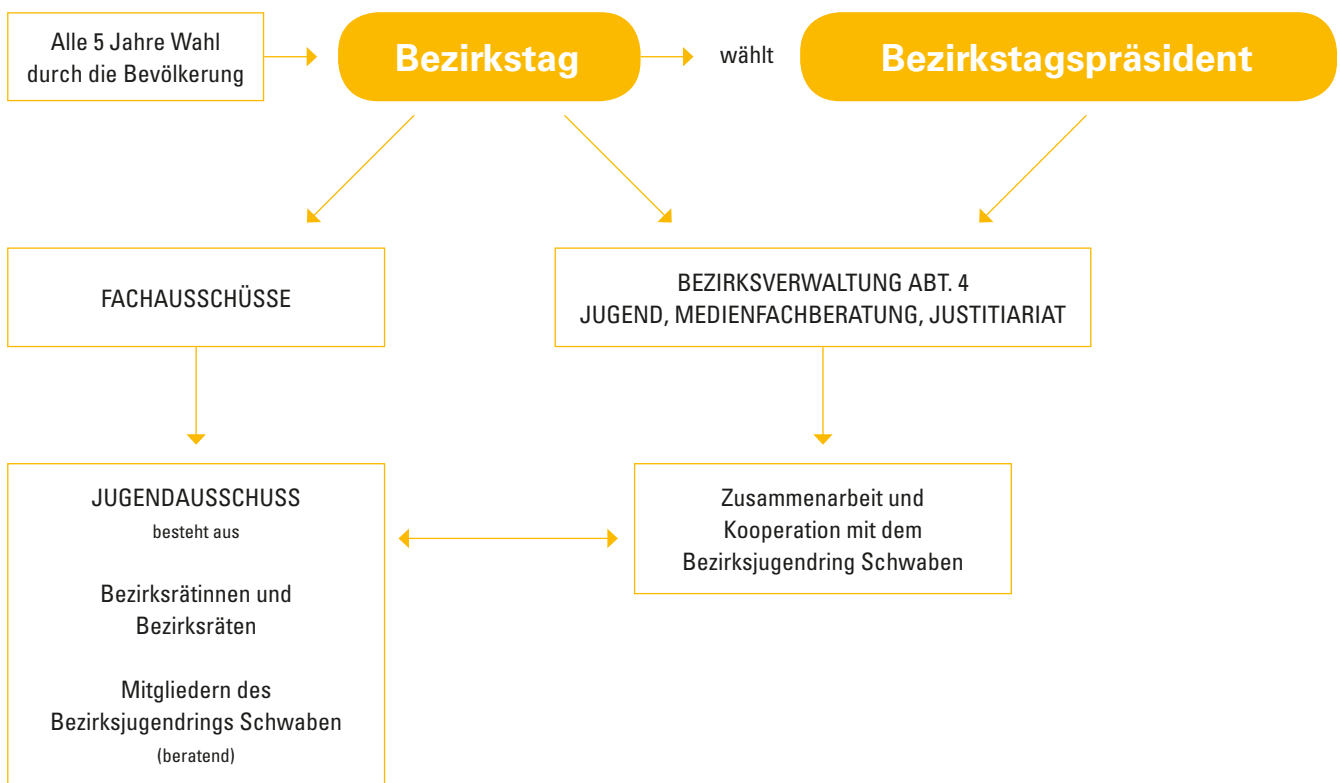 Alle 5 Jahre Wahl
durch die Bevölkerung
Bezirkstag
wählt
Bezirkstagspräsident
FACHAUSSCHÜSSE
BEZIRKSVERWALTUNG ABT. 4
JUGEND, MEDIENFACHBERATUNG, JUSTITIARIAT
JUGENDAUSSCHUSS
besteht aus
Bezirksrätinnen und
Bezirksräten
Mitgliedern des
Bezirksjugendrings Schwaben
(beratend)
Zusammenarbeit und
Kooperation mit dem
Bezirksjugendring Schwaben